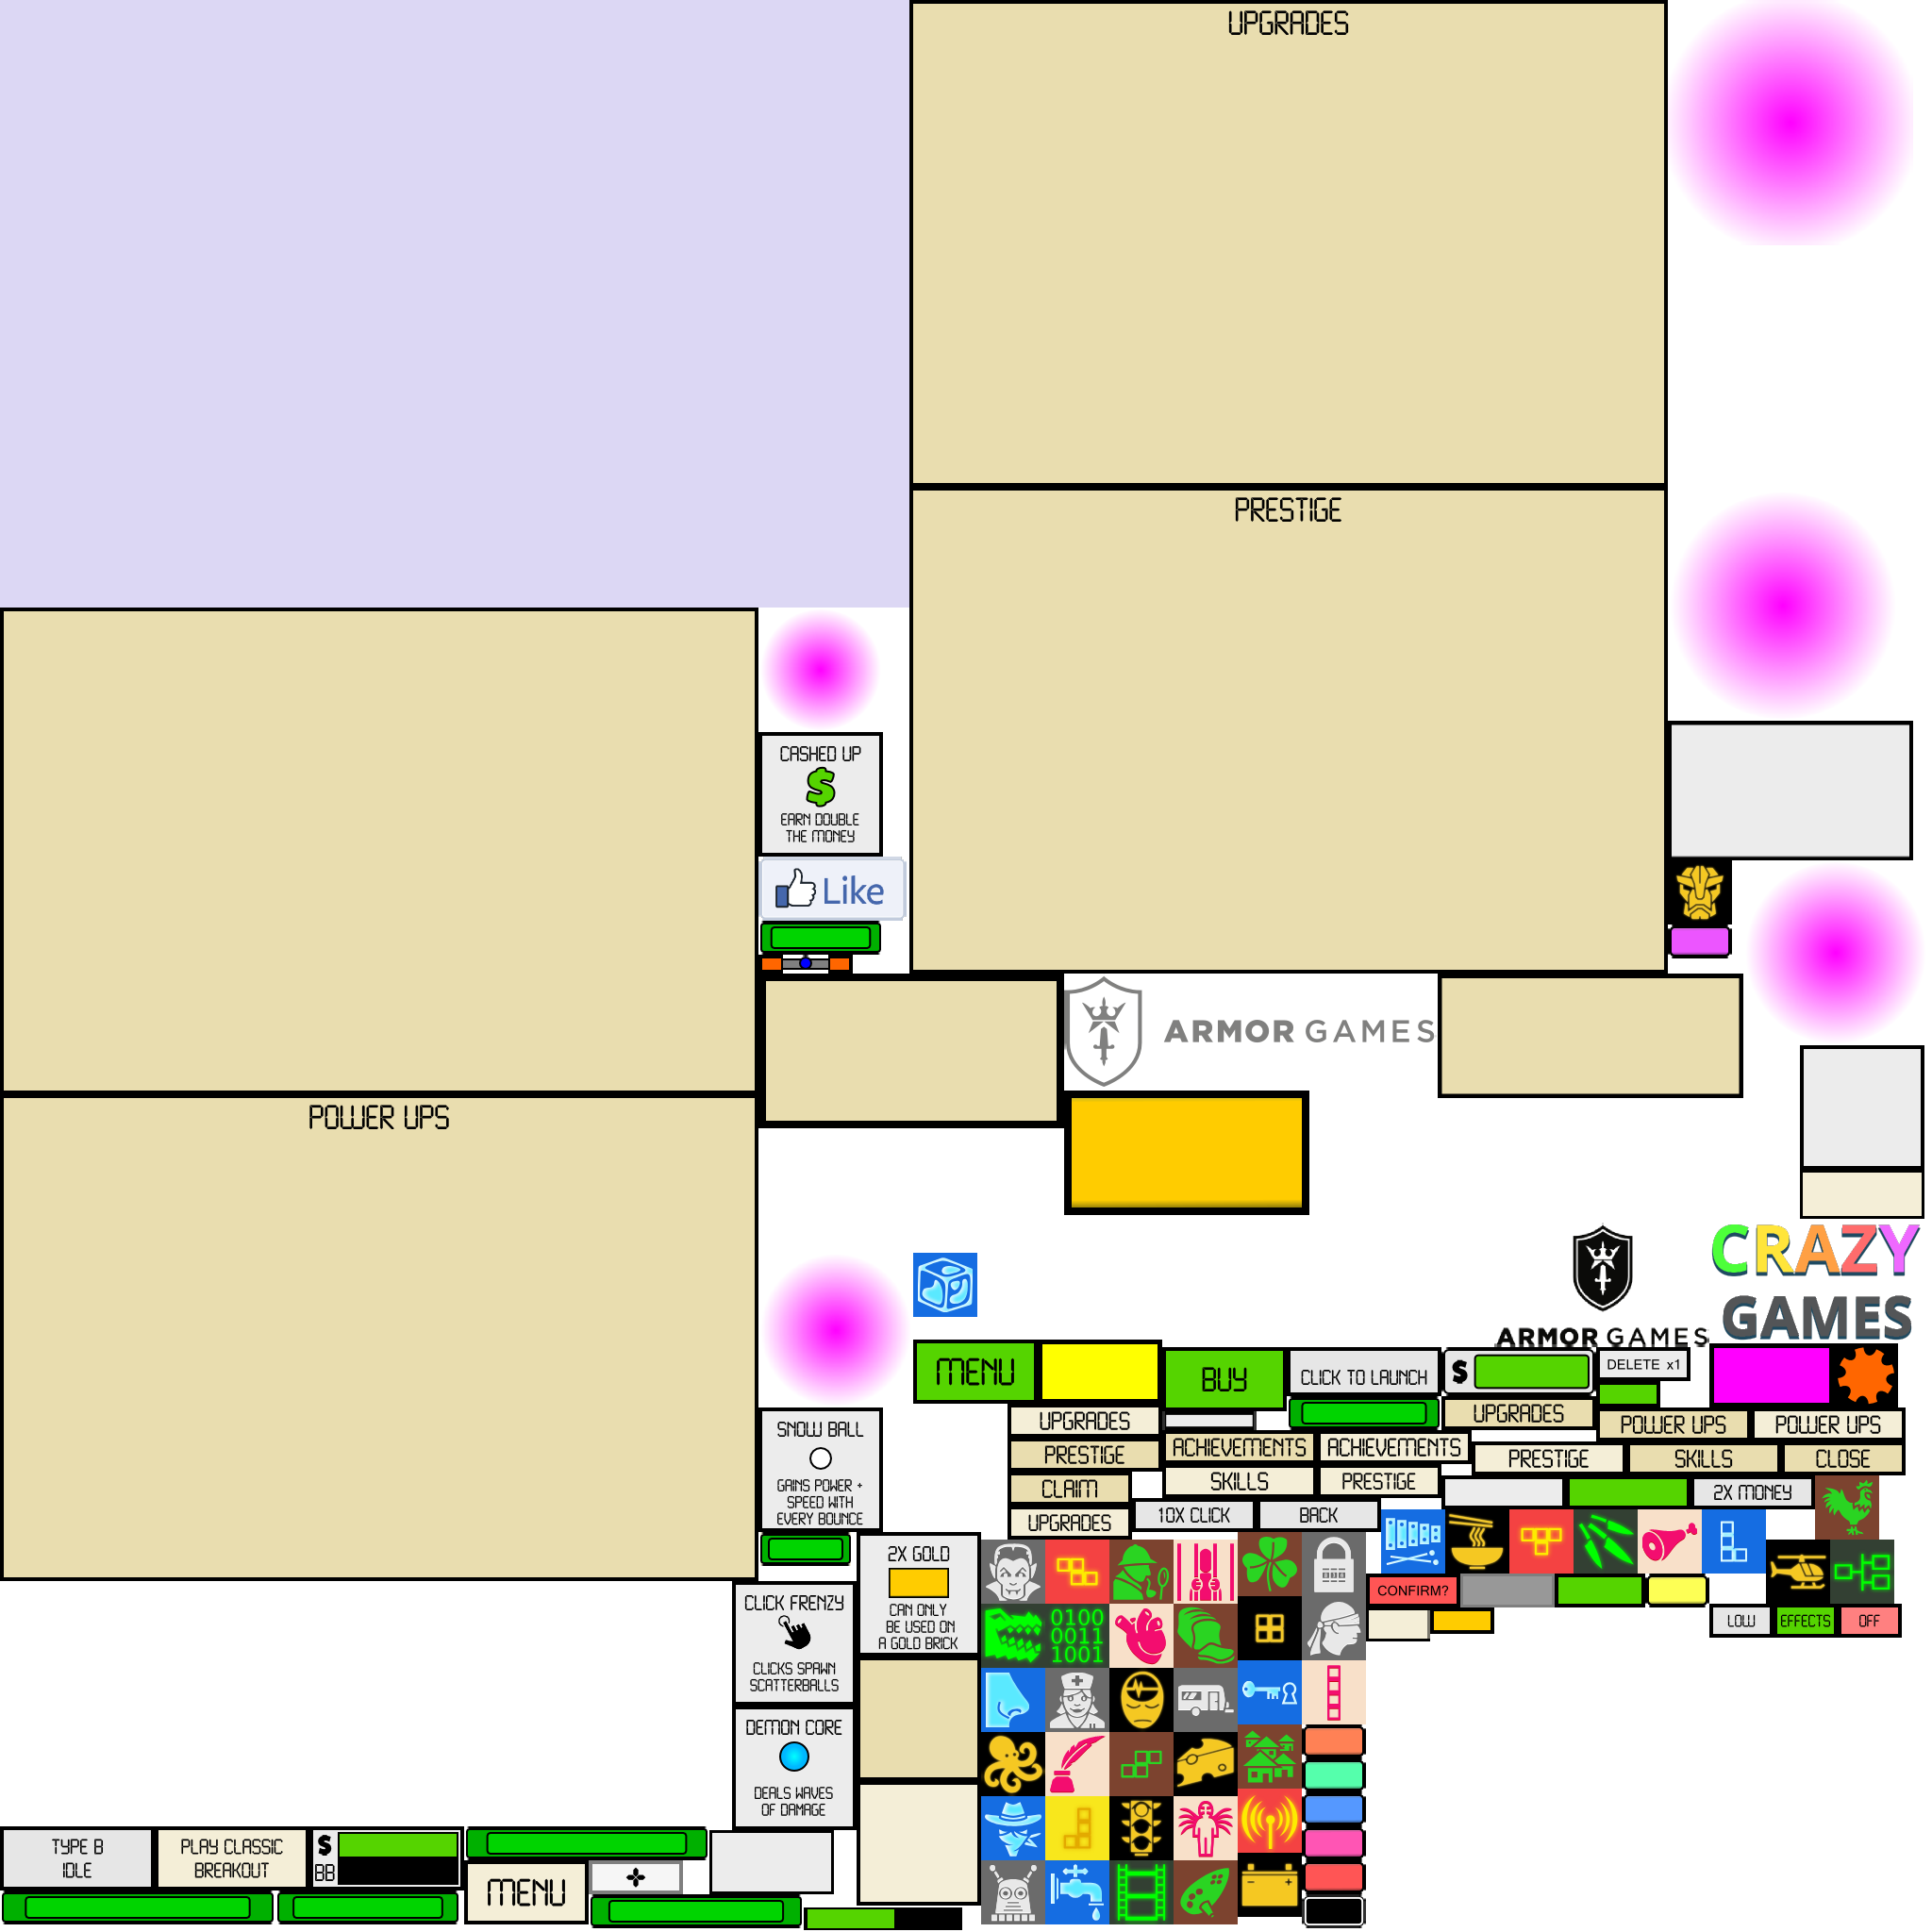 UPGRADES
PRESTIGE
CASHED UP
$
EARN DOUBLE
THE MONEY
Like
ARMOR GAMES
POWER UPS
CRAZY
GAMES
ARMOR GAMES
MENU
BUY
CLICK TO LAUNCH
$
DELETE x1
UPGRADES
UPGRADES
POWER UPS
POWER UPS
PRESTIGE
ACHIEVEMENTS
ACHIEVEMENTS
PRESTIGE
SKILLS
CLOSE
CLAIM
SKILLS
PRESTIGE
2X MONEY
UPGRADES
10X CLICK
BACK
SNOW BALL
GAINS POWER +
SPEED WITH
EVERY BOUNCE
2X GOLD
CAN ONLY
BE USED ON
A GOLD BRICK
CONFIRM?
LOW
EFFECTS
OFF
0100
0011
1001
CLICK FRENZY
CLICKS SPAWN
SCATTERBALLS
DEMON CORE
DEALS WAVES
OF DAMAGE
TYPE B
IDLE
PLAY CLASSIC
BREAKOUT
$
BB
MENU
+